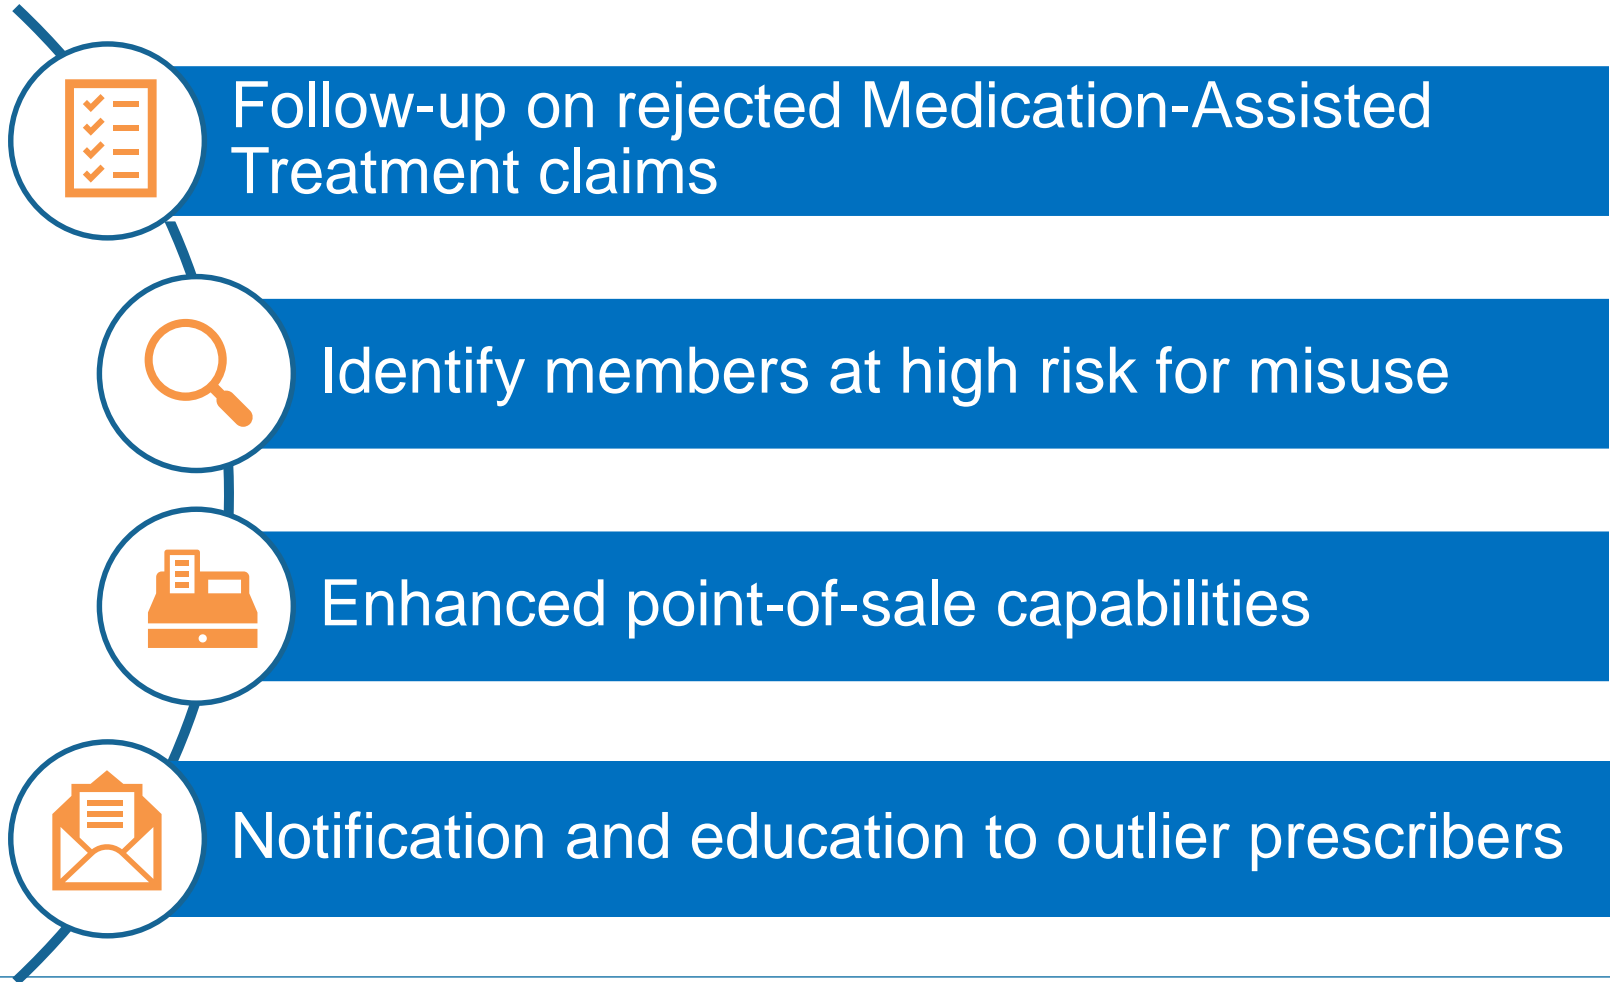 Follow-up on rejected Medication-Assisted
Treatment claims
Identify members at high risk for misuse
Enhanced point-of-sale capabilities
Notification and education to outlier prescribers